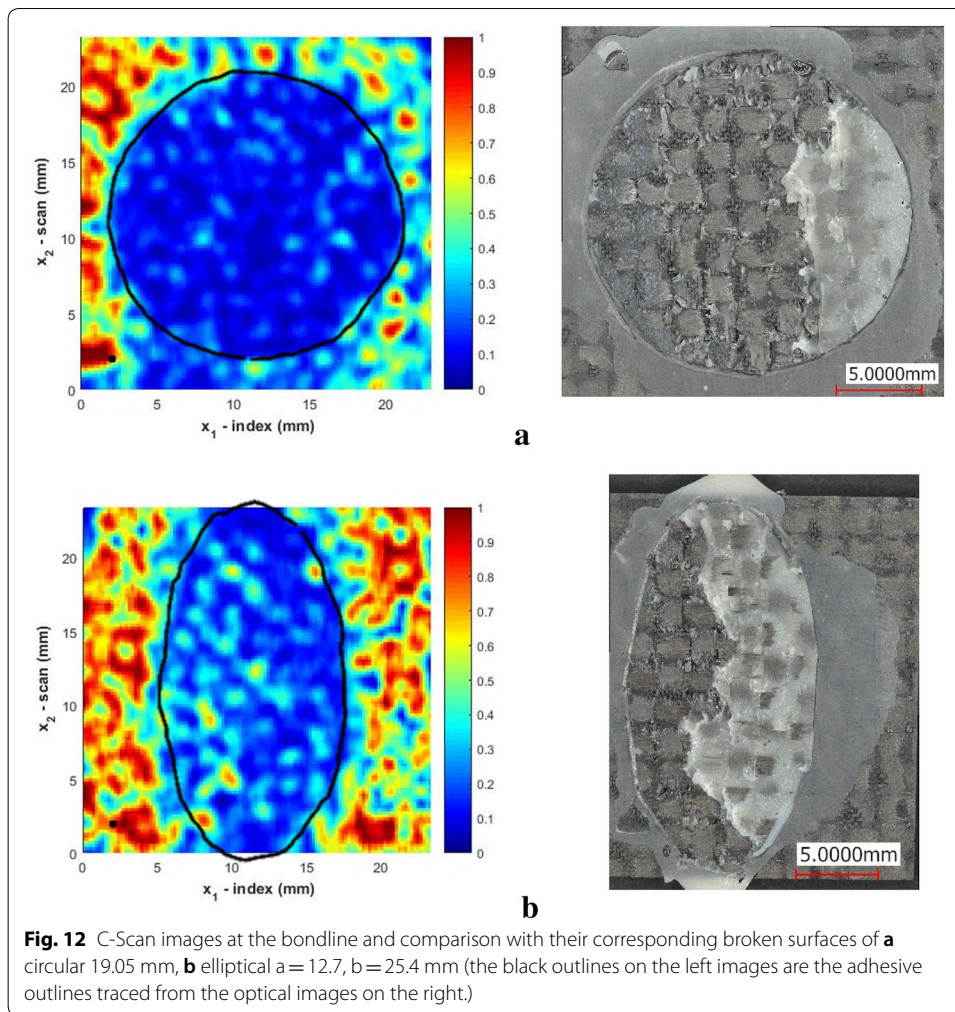 1
0.9
20
0.8
0.7
15
0.6
x2 - scan (mm)
0.5
10
0.4
0.3
5
0.2
0.1
0
0
0 5 10 15 20
x1 - index (mm)
5.0000mm
a
1
0.9
20
0.8
0.7
15
0.6
x2 - scan (mm)
0.5
10
0.4
0.3
5
0.2
0.1
0
0
0 5 10 15 20
x1 - index (mm)
5.0000mm
b
Fig. 12 C-Scan images at the bondline and comparison with their corresponding broken surfaces of a
circular 19.05 mm, b elliptical a = 12.7, b = 25.4 mm (the black outlines on the left images are the adhesive
outlines traced from the optical images on the right.)